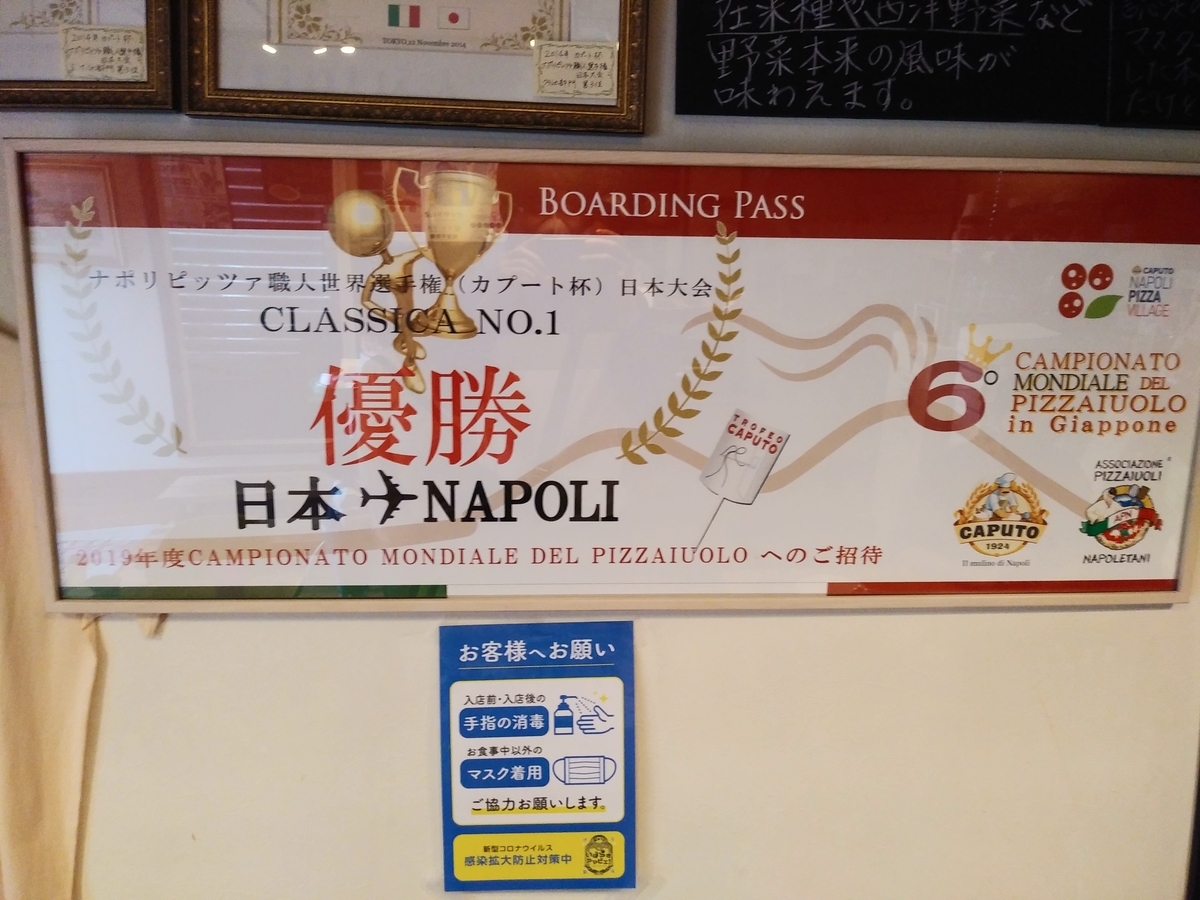 TOKYO, 12 Novembre 2014
在来種や西洋野菜など
野菜本来の風味が
味わえます。
BOARDING PASS
ナポリピッツァ職人世界選手権（カプート杯）日本大会
CLASSICA NO.1
優勝
日本 NAPOLI
2019年度CAMPIONATO MONDIALE DEL PIZZAIUOLO へのご招待
TROFEO
CAPUTO
CAPUTO
NAPOLI
PIZZA
VILLAGE
6°
CAMPIONATO
MONDIALE DEL
PIZZAIUOLO
in Giappone
CAPUTO
1924
Il mulino di Napoli
ASSOCIAZIONE
PIZZAIUOLI
APN
NAPOLETANI
お客様へお願い
入店前・入店後の
手指の消毒
お食事中以外の
マスク着用
ご協力お願いします。
新型コロナウイルス
感染拡大防止対策中